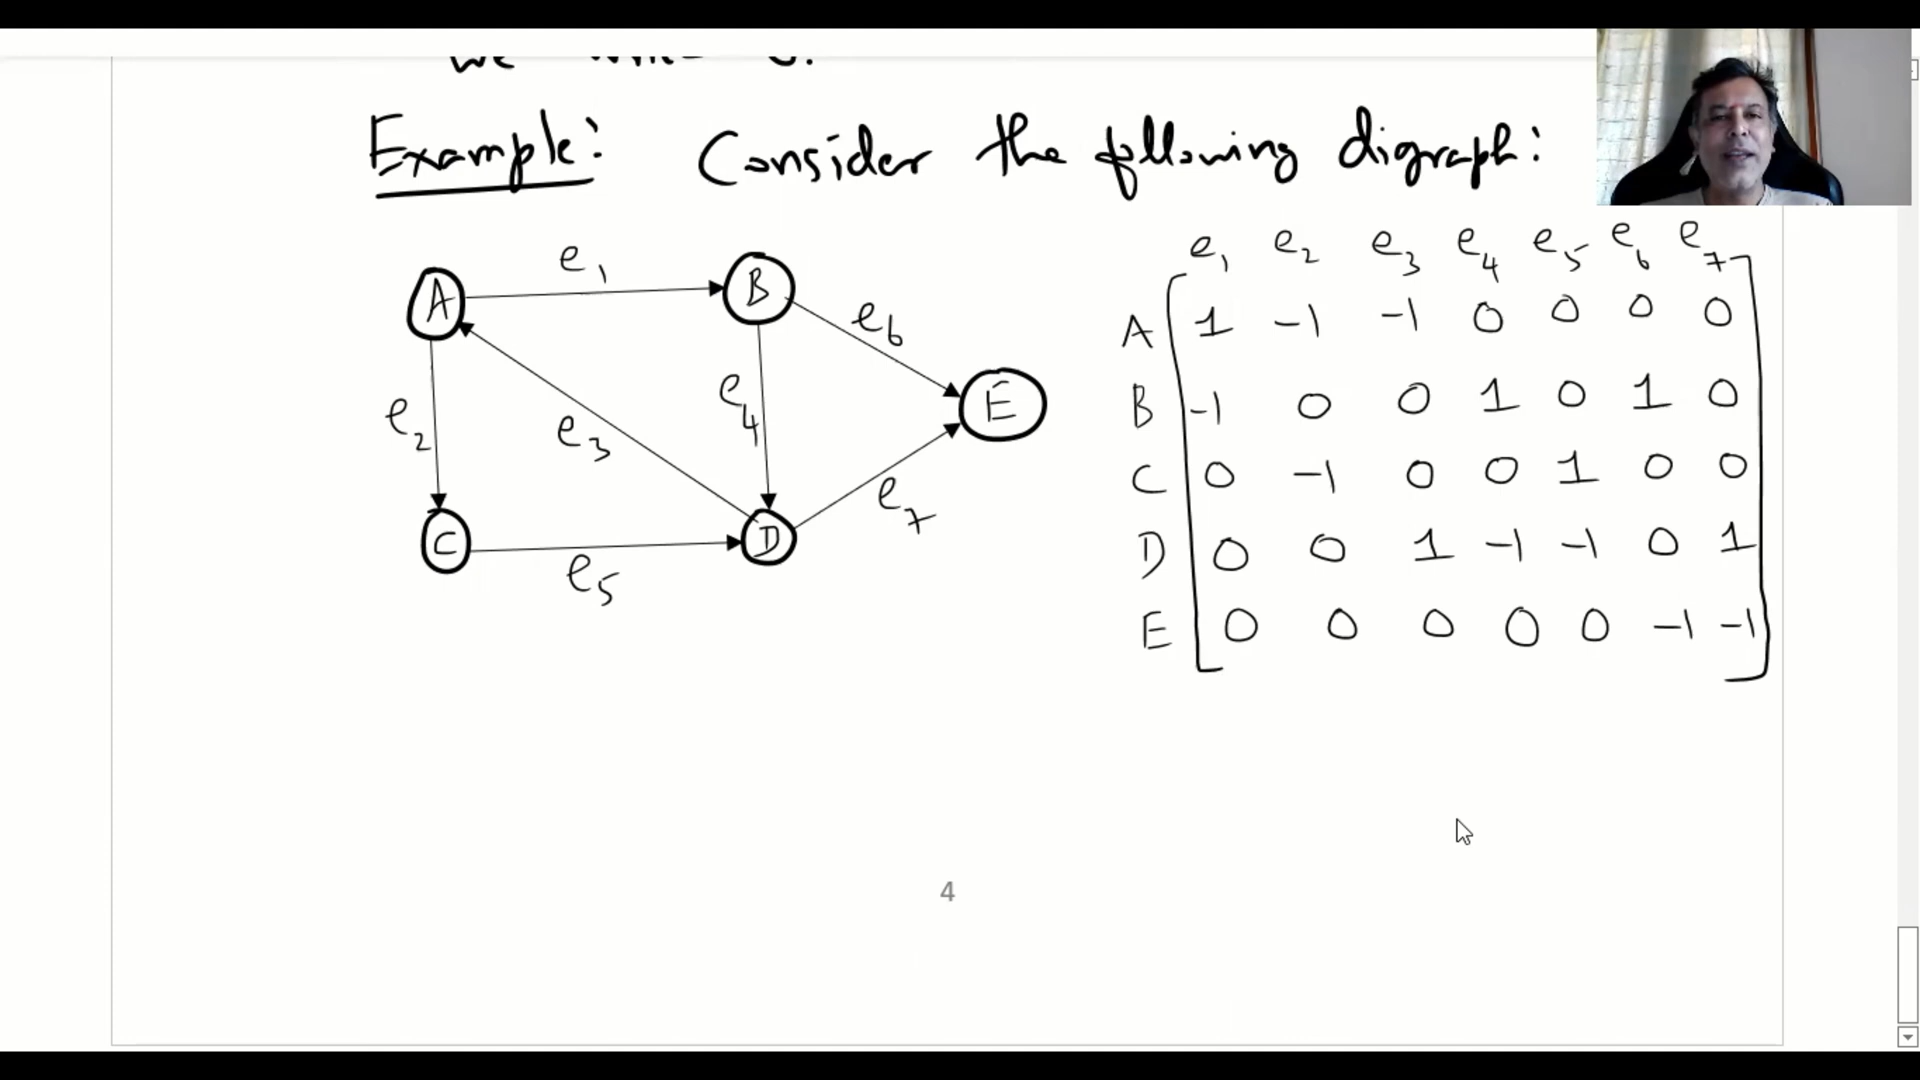 we
Example: Consider the following digraph:
e1 e2 e3 e4 e5 e6 e7
A 1 -1 -1 0 0 0 0
B -1 0 0 1 0 1 0
C 0 -1 0 0 1 0 0
D 0 0 1 -1 -1 0 1
E 0 0 0 0 0 -1 -1
e1
A B
e6
e2 e3 e4 E
e7
C D
e5
4